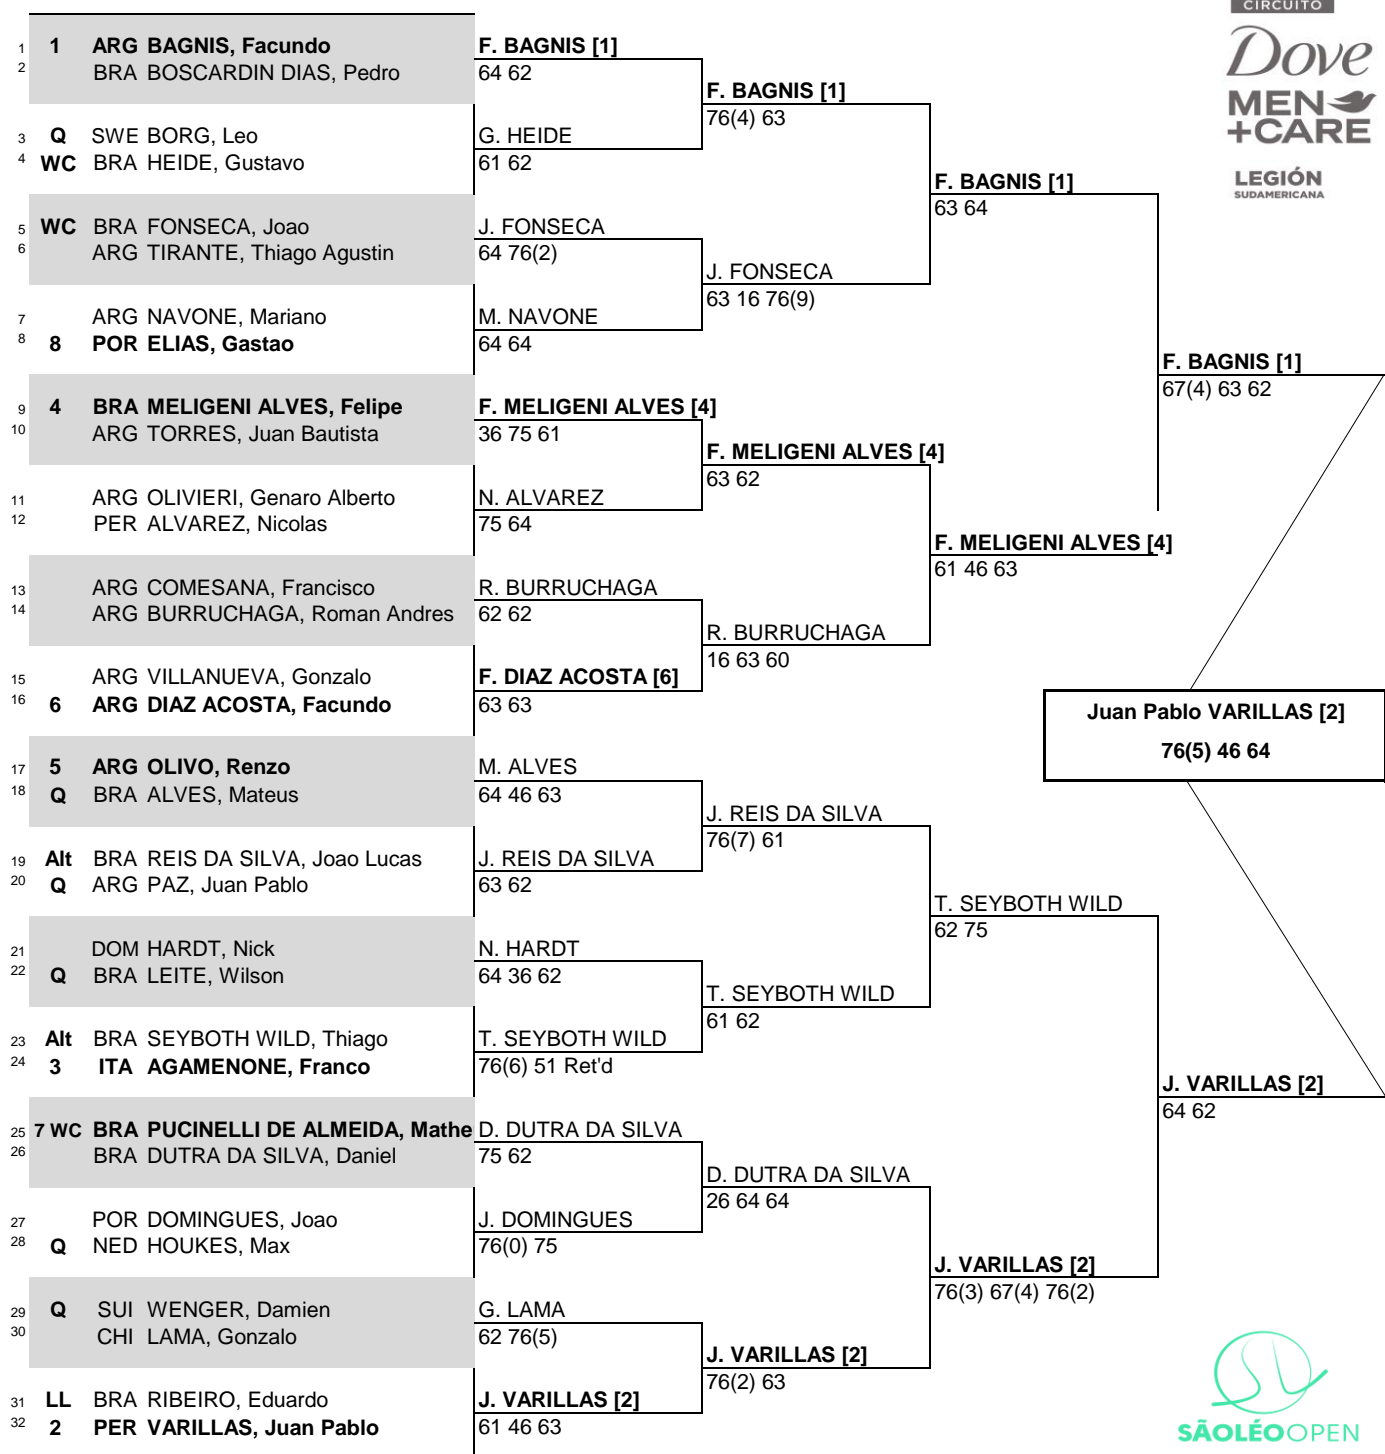 CIRCUITO
Dove
MEN
+CARE
LEGIÓN
SUDAMERICANA
1 1 ARG BAGNIS, Facundo
2 BRA BOSCARDIN DIAS, Pedro
3 Q SWE BORG, Leo
4 WC BRA HEIDE, Gustavo
5 WC BRA FONSECA, Joao
6 ARG TIRANTE, Thiago Agustin
7 ARG NAVONE, Mariano
8 8 POR ELIAS, Gastao
9 4 BRA MELIGENI ALVES, Felipe
10 ARG TORRES, Juan Bautista
11 ARG OLIVIERI, Genaro Alberto
12 PER ALVAREZ, Nicolas
13 ARG COMESANA, Francisco
14 ARG BURRUCHAGA, Roman Andres
15 ARG VILLANUEVA, Gonzalo
16 6 ARG DIAZ ACOSTA, Facundo
17 5 ARG OLIVO, Renzo
18 Q BRA ALVES, Mateus
19 Alt BRA REIS DA SILVA, Joao Lucas
20 Q ARG PAZ, Juan Pablo
21 DOM HARDT, Nick
22 Q BRA LEITE, Wilson
23 Alt BRA SEYBOTH WILD, Thiago
24 3 ITA AGAMENONE, Franco
25 7 WC BRA PUCINELLI DE ALMEIDA, Mathe
26 BRA DUTRA DA SILVA, Daniel
27 POR DOMINGUES, Joao
28 Q NED HOUKES, Max
29 Q SUI WENGER, Damien
30 CHI LAMA, Gonzalo
31 LL BRA RIBEIRO, Eduardo
32 2 PER VARILLAS, Juan Pablo
F. BAGNIS [1]
64 62
G. HEIDE
61 62
J. FONSECA
64 76(2)
M. NAVONE
64 64
F. MELIGENI ALVES [4]
36 75 61
N. ALVAREZ
75 64
R. BURRUCHAGA
62 62
F. DIAZ ACOSTA [6]
63 63
M. ALVES
64 46 63
J. REIS DA SILVA
63 62
N. HARDT
64 36 62
T. SEYBOTH WILD
76(6) 51 Ret'd
D. DUTRA DA SILVA
75 62
J. DOMINGUES
76(0) 75
G. LAMA
62 76(5)
J. VARILLAS [2]
61 46 63
F. BAGNIS [1]
76(4) 63
J. FONSECA
63 16 76(9)
F. MELIGENI ALVES [4]
63 62
R. BURRUCHAGA
16 63 60
J. REIS DA SILVA
76(7) 61
T. SEYBOTH WILD
61 62
D. DUTRA DA SILVA
26 64 64
J. VARILLAS [2]
76(2) 63
F. BAGNIS [1]
63 64
F. MELIGENI ALVES [4]
61 46 63
T. SEYBOTH WILD
62 75
J. VARILLAS [2]
76(3) 67(4) 76(2)
F. BAGNIS [1]
67(4) 63 62
J. VARILLAS [2]
64 62
Juan Pablo VARILLAS [2]
76(5) 46 64
SÃOLÉOOPEN